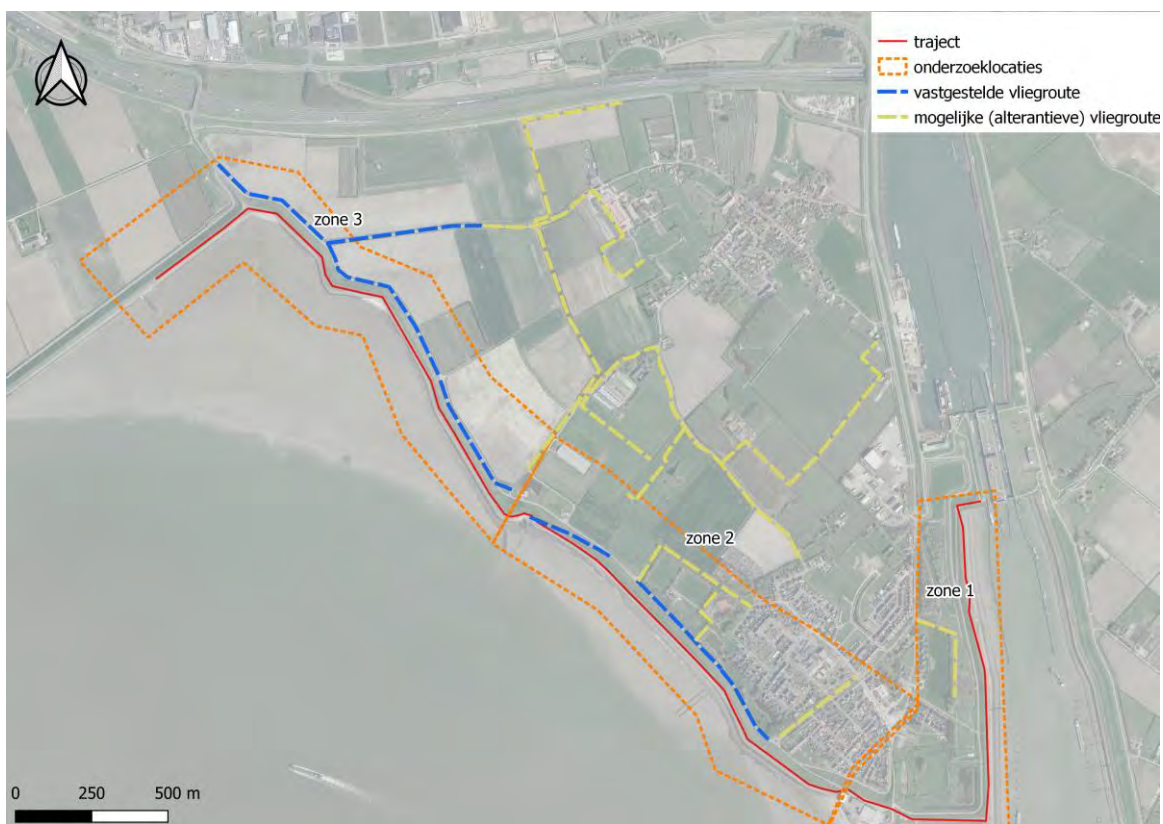 traject
onderzoeklocaties
vastgestelde vliegroute
mogelijke (alterantieve) vliegroute
zone 3
zone 2
zone 1
0 250 500 m